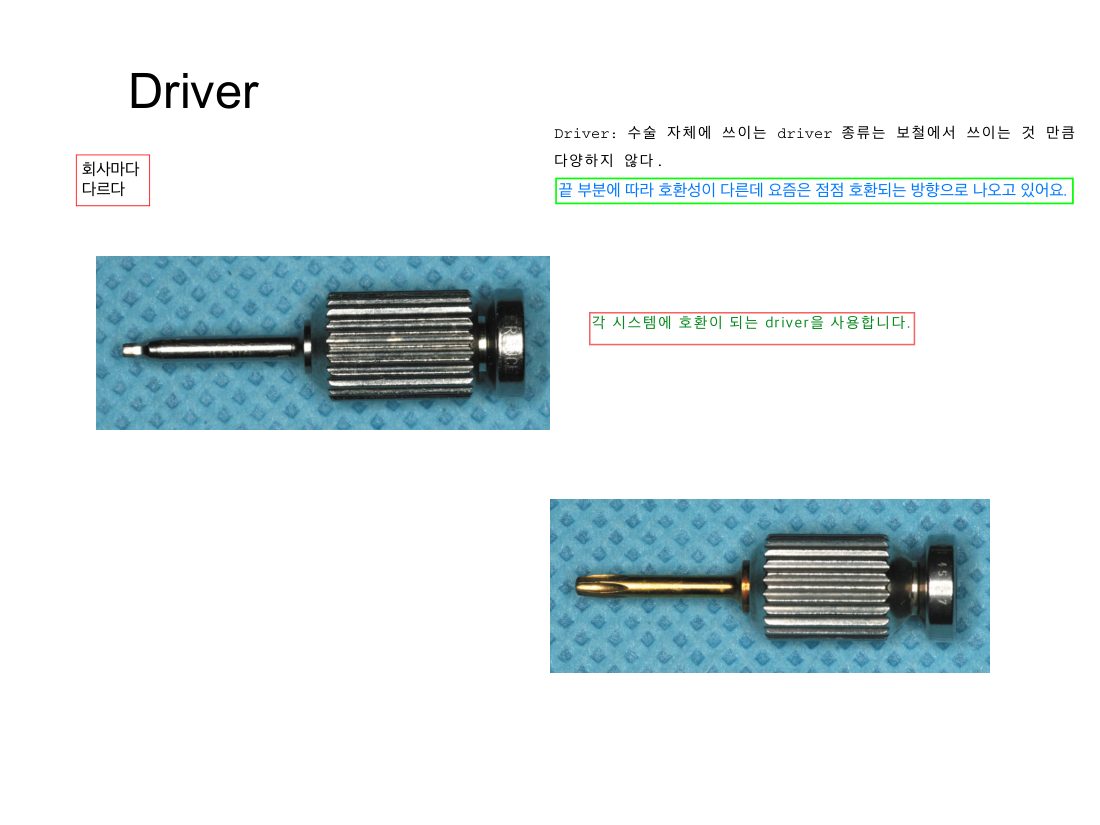 Driver
Driver: 수술 자체에 쓰이는 driver 종류는 보철에서 쓰이는 것 만큼
다양하지 않다.
회사마다
다르다
끝 부분에 따라 호환성이 다른데 요즘은 점점 호환되는 방향으로 나오고 있어요.
각 시스템에 호환이 되는 driver을 사용합니다.